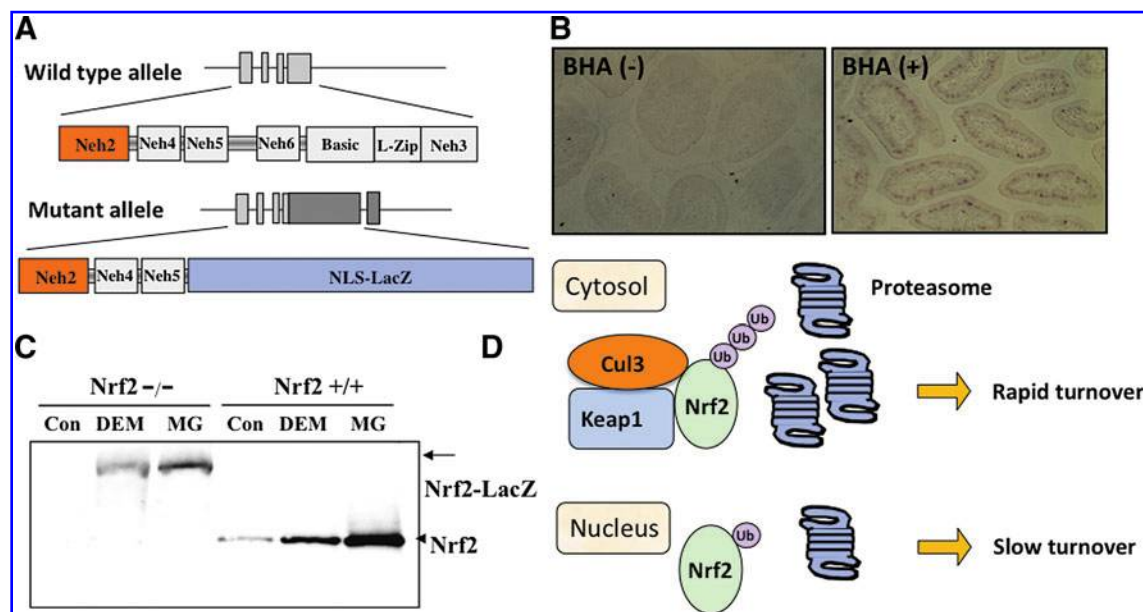 A
Wild type allele
Neh2 Neh4 Neh5 Neh6 Basic L-Zip Neh3
Mutant allele
Neh2 Neh4 Neh5 NLS-LacZ
B
BHA (-) BHA (+)
C
Nrf2 −/− Nrf2 +/+
Con DEM MG Con DEM MG
Nrf2-LacZ
Nrf2
D
Cytosol
Proteasome
Ub
Ub
Ub
Cul3
Keap1
Nrf2
Rapid turnover
Nucleus
Ub
Nrf2
Slow turnover